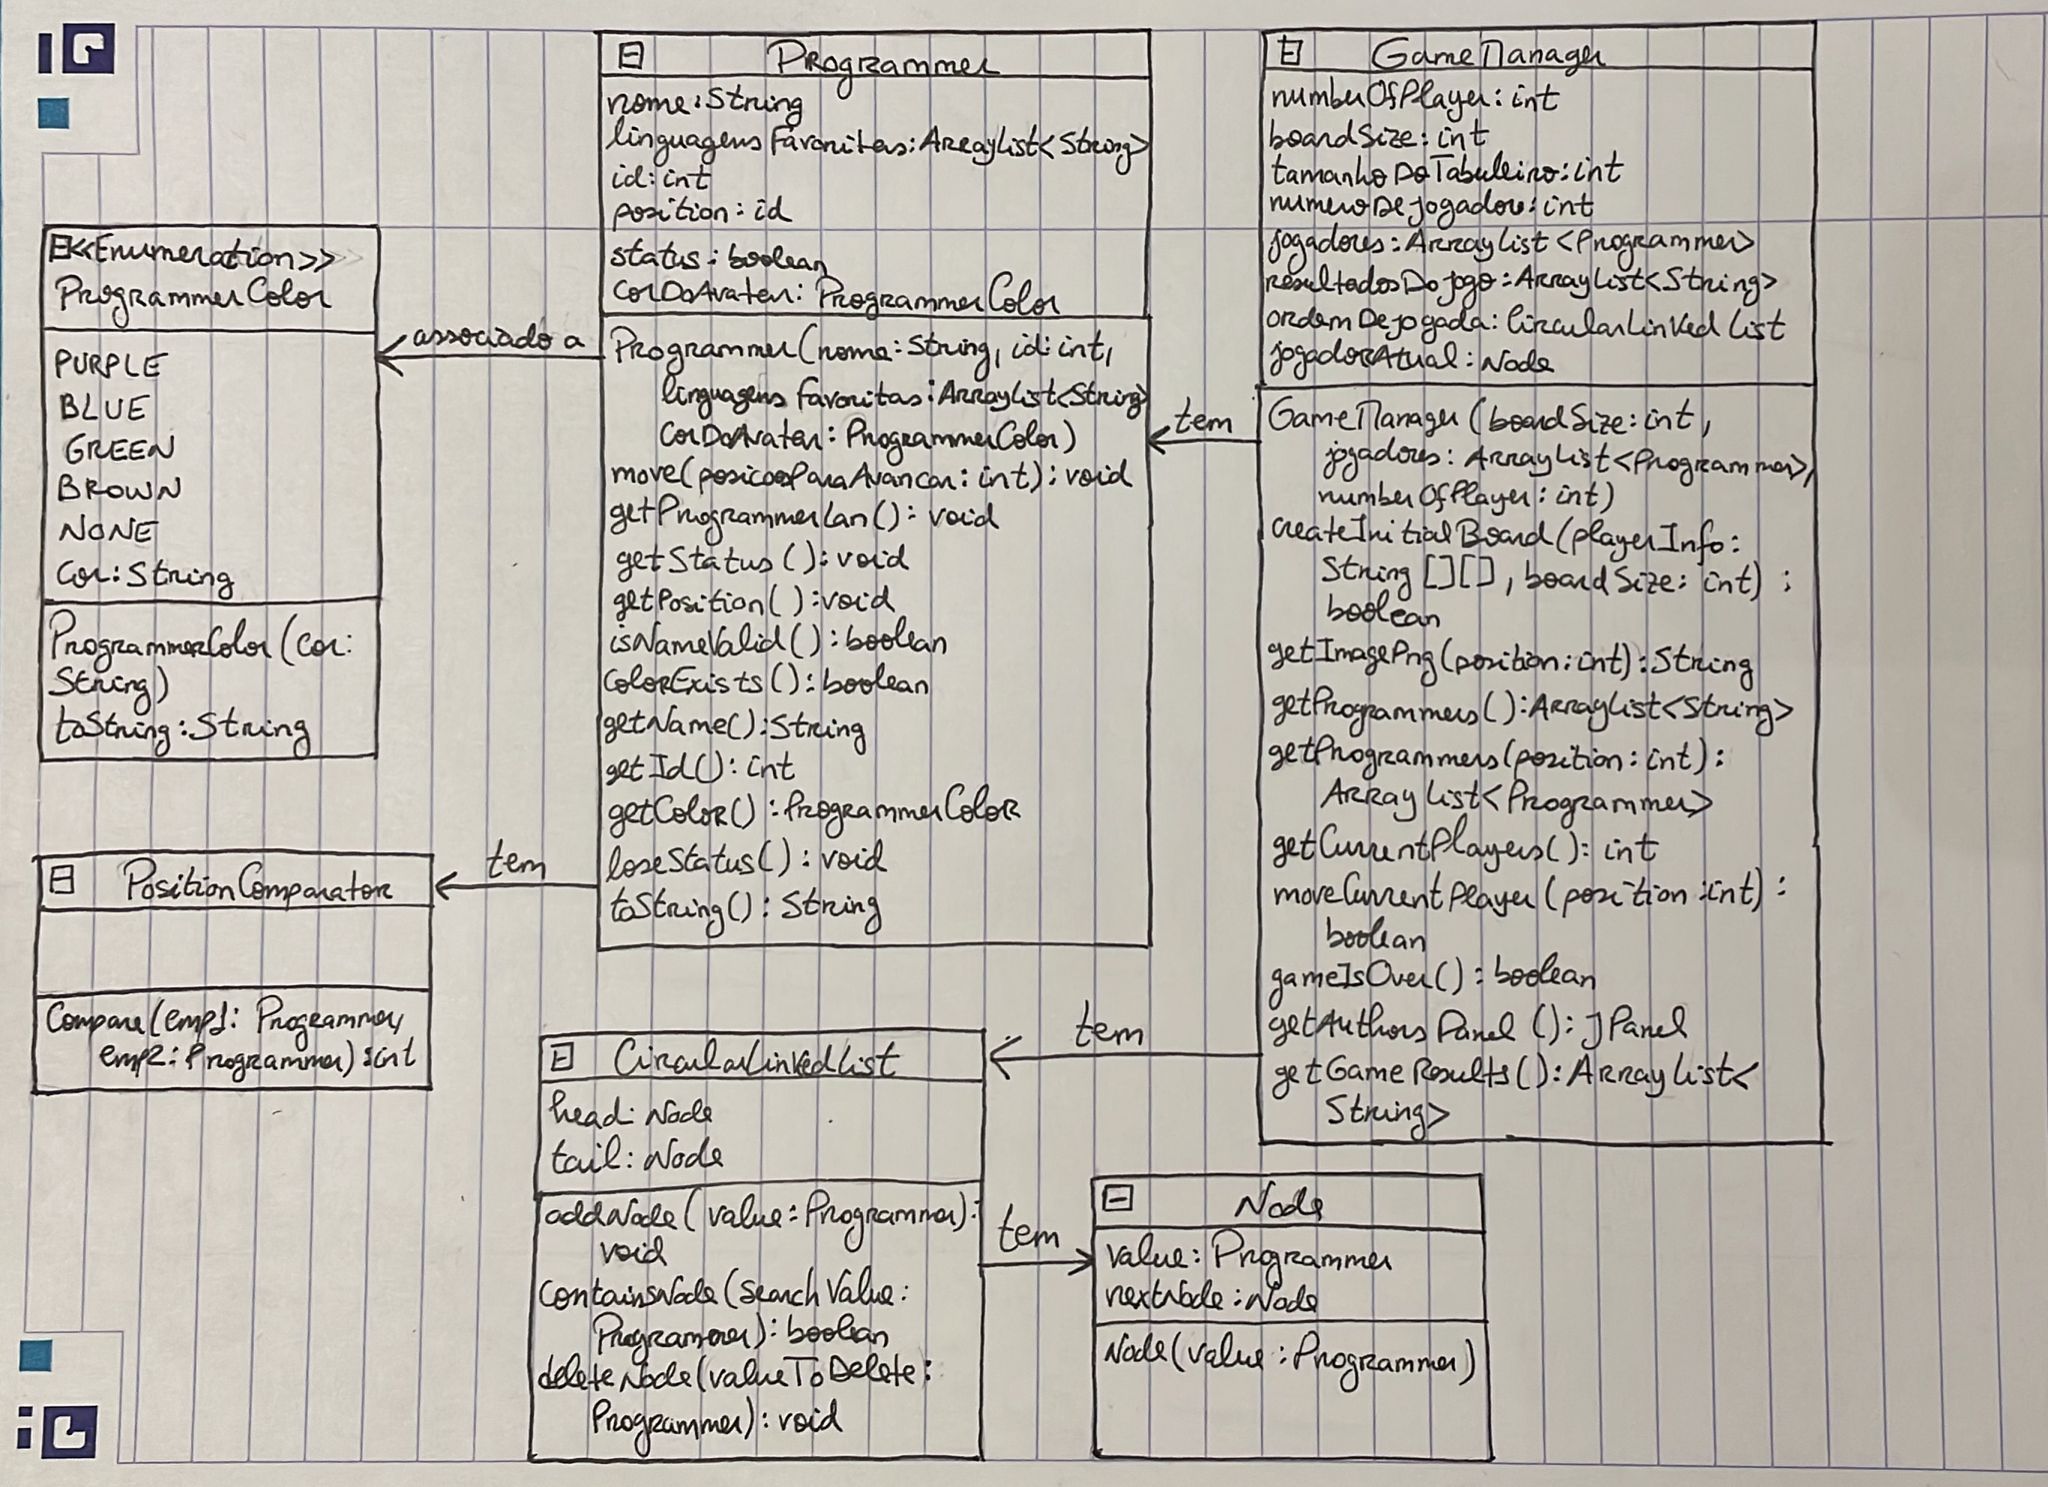 Programmer
nome: String
linguagensFavoritas: ArrayList<String>
id: int
position: id
status: boolean
corDoAvatar: ProgrammerColor
Programmer(nome: String, id: int,
linguagens favoritas: ArrayList<String>
corDoAvatar: ProgrammerColor)
move(posicoesParaAvancar: int): void
getProgrammerLan(): void
getStatus(): void
getPosition(): void
isNameValid(): boolean
colorExists(): boolean
getName(): String
getId(): int
getColor(): ProgrammerColor
loseStatus(): void
toString(): String
GameManager
numberOfPlayer: int
boardSize: int
tamanhoDoTabuleiro: int
numeroDeJogador: int
jogadores: ArrayList<Programmer>
resultadosDoJogo: ArrayList<String>
ordemDeJogada: CircularLinkedList
jogadorAtual: Node
GameManager(boardSize: int,
jogadores: ArrayList<Programmer>,
numberOfPlayer: int)
createInitialBoard(playerInfo:
String[][], boardSize: int):
boolean
getImagePng(position: int): String
getProgrammers(): ArrayList<String>
getProgrammers(position: int):
ArrayList<Programmer>
getCurrentPlayers(): int
moveCurrentPlayer(position: int):
boolean
gameIsOver(): boolean
getAuthorsPanel(): JPanel
getGameResults(): ArrayList<
String>
<<Enumeration>>
ProgrammerColor
PURPLE
BLUE
GREEN
BROWN
NONE
cor: String
ProgrammerColor(cor:
String)
toString: String
associado a
tem
tem
tem
tem
PositionComparator
Compare(emp1: Programmer,
emp2: Programmer): int
CircularLinkedList
head: Node
tail: Node
addNode(value: Programmer):
void
containsNode(searchValue:
Programmer): boolean
deleteNode(valueToDelete:
Programmer): void
Node
value: Programmer
nextNode: Node
Node(value: Programmer)